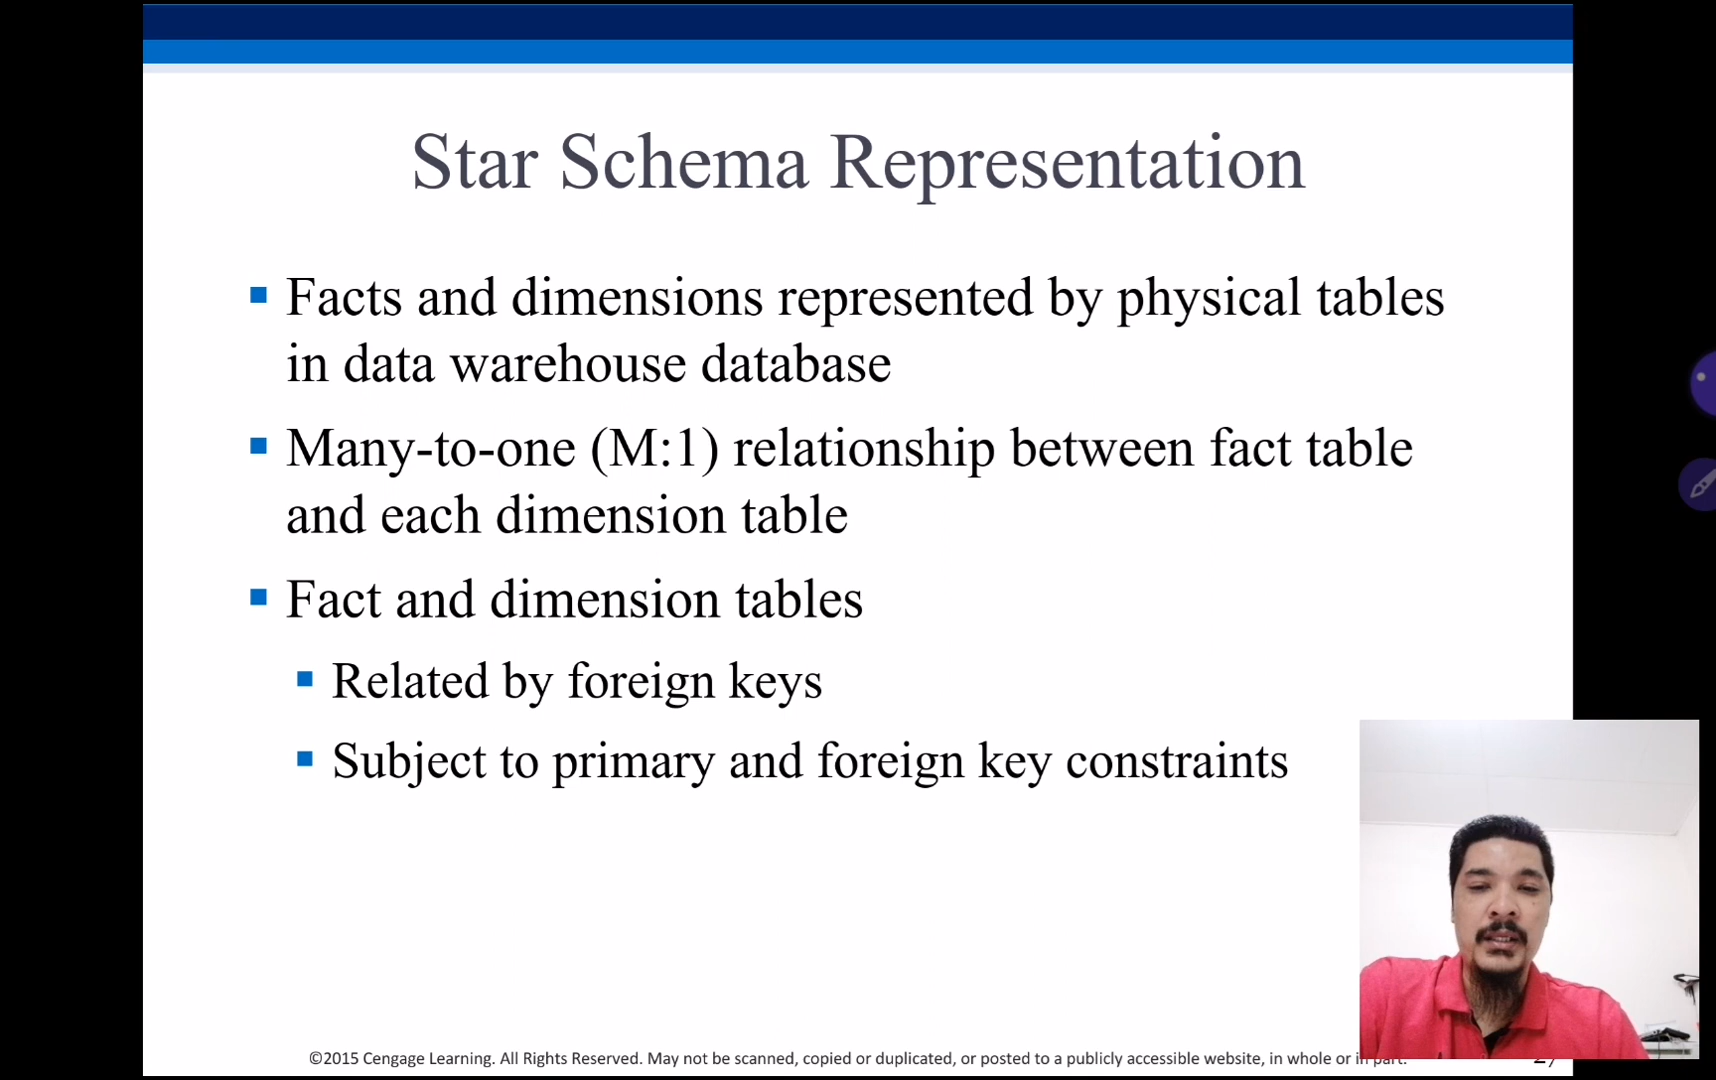 Star Schema Representation
Facts and dimensions represented by physical tables
in data warehouse database
Many-to-one (M:1) relationship between fact table
and each dimension table
Fact and dimension tables
Related by foreign keys
Subject to primary and foreign key constraints
©2015 Cengage Learning. All Rights Reserved. May not be scanned, copied or duplicated, or posted to a publicly accessible website, in whole or in part.